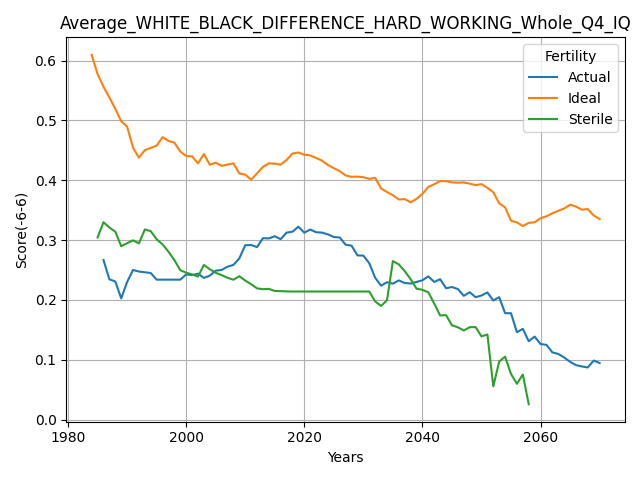 Average_WHITE_BLACK_DIFFERENCE_HARD_WORKING_Whole_Q4_IQ
Score(-6-6)
0.6
0.5
0.4
0.3
0.2
0.1
0.0
Fertility
Actual
Ideal
Sterile
1980
2000
2020
2040
2060
Years